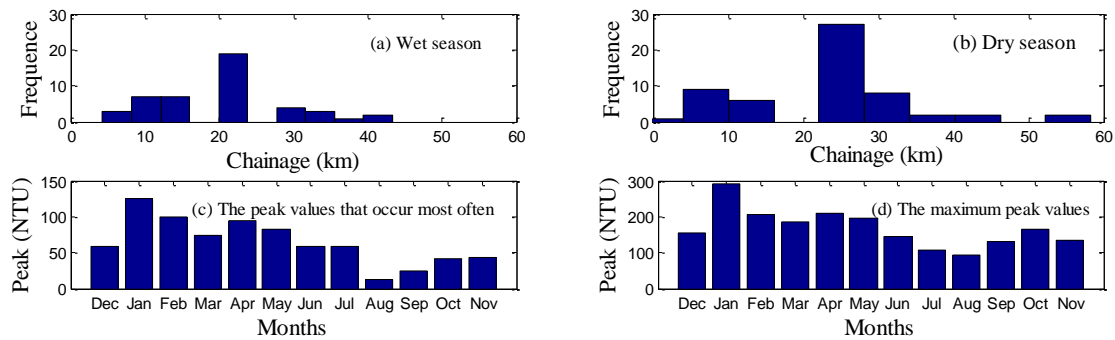 30
20
10
0
Frequence
(a) Wet season
0 10 20 30 40 50 60
Chainage (km)
30
20
10
0
Frequence
(b) Dry season
0 10 20 30 40 50 60
Chainage (km)
150
100
50
0
Peak (NTU)
(c) The peak values that occur most often
Dec Jan Feb Mar Apr May Jun Jul Aug Sep Oct Nov
Months
300
200
100
0
Peak (NTU)
(d) The maximum peak values
Dec Jan Feb Mar Apr May Jun Jul Aug Sep Oct Nov
Months